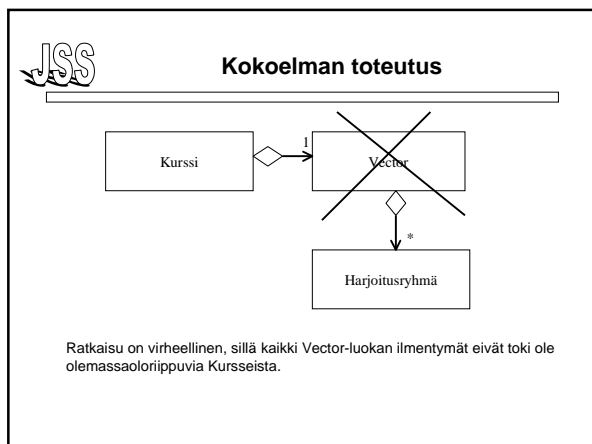 JSS
Kokoelman toteutus
Kurssi
1
Vector
*
Harjoitusryhmä
Ratkaisu on virheellinen, sillä kaikki Vector-luokan ilmentymät eivät toki ole
olemassaoloriippuvia Kursseista.